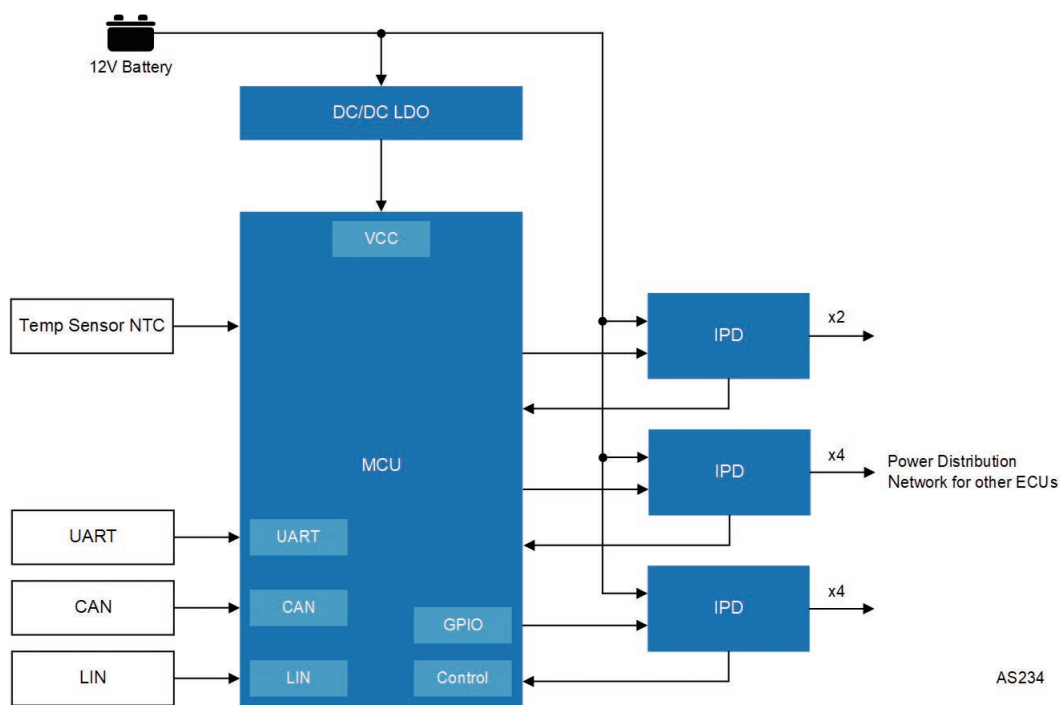 12V Battery
DC/DC LDO
VCC
Temp Sensor NTC
IPD
x2
MCU
IPD
x4
Power Distribution
Network for other ECUs
UART
UART
CAN
CAN
GPIO
IPD
x4
LIN
LIN
Control
AS234